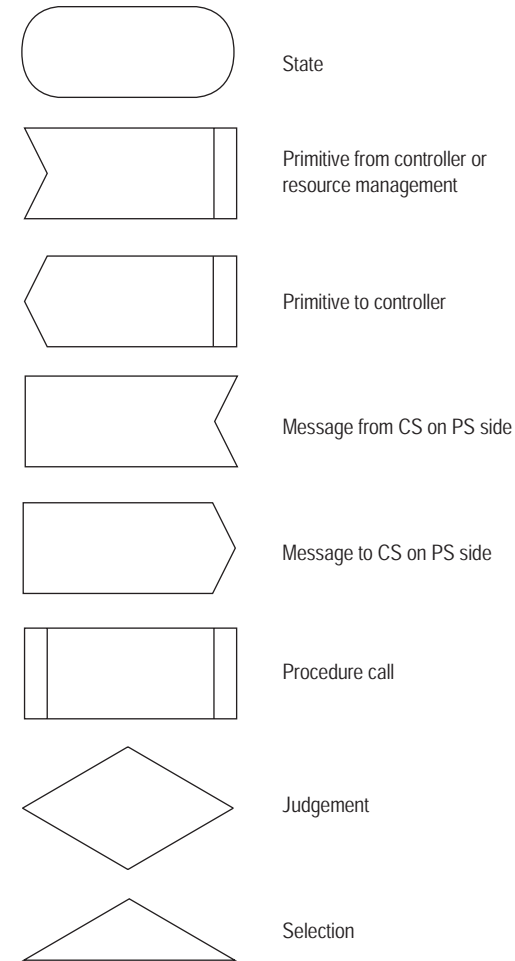 State
Primitive from controller or
resource management
Primitive to controller
Message from CS on PS side
Message to CS on PS side
Procedure call
Judgement
Selection